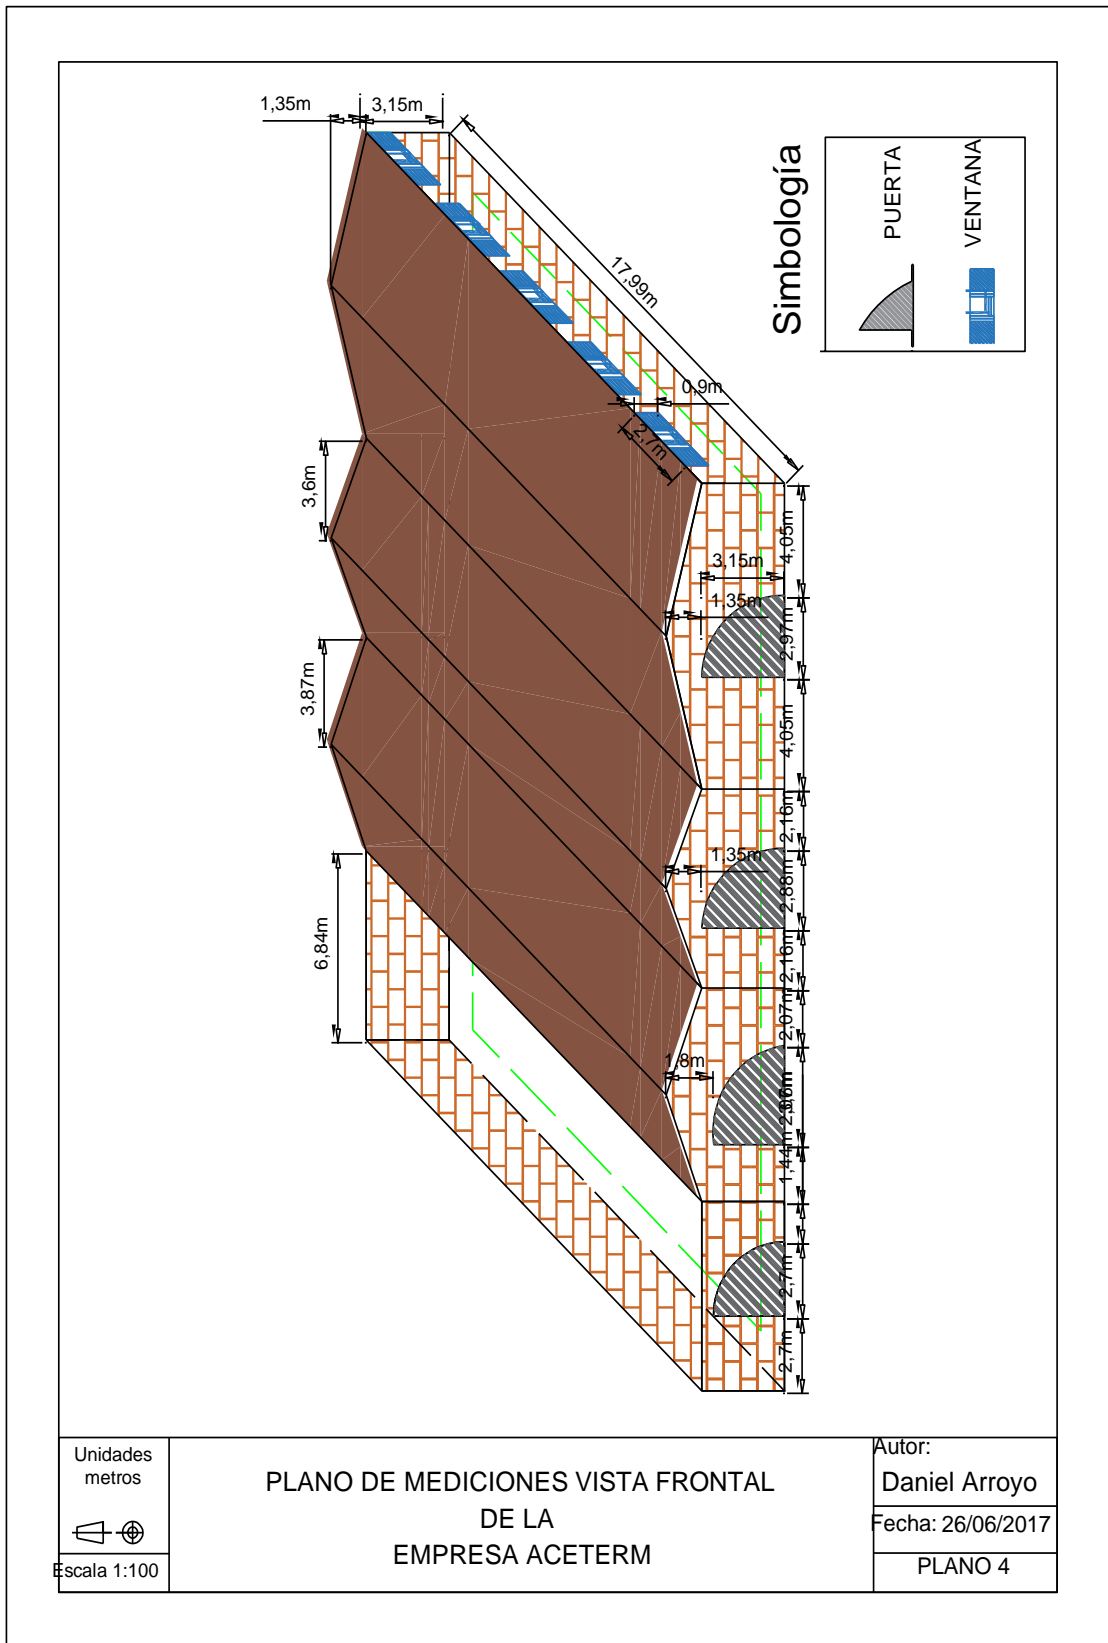 1,35m
3,15m
17,99m
0,9m
2,7m
3,6m
3,87m
6,84m
3,15m
1,35m
1,35m
1,8m
4,05m
2,97m
4,05m
2,16m
2,88m
2,16m
2,07m
3,6m
1,44m
2,7m
2,7m
Simbología
PUERTA
VENTANA
Unidades
metros
Escala 1:100
PLANO DE MEDICIONES VISTA FRONTAL
DE LA
EMPRESA ACETERM
Autor:
Daniel Arroyo
Fecha: 26/06/2017
PLANO 4